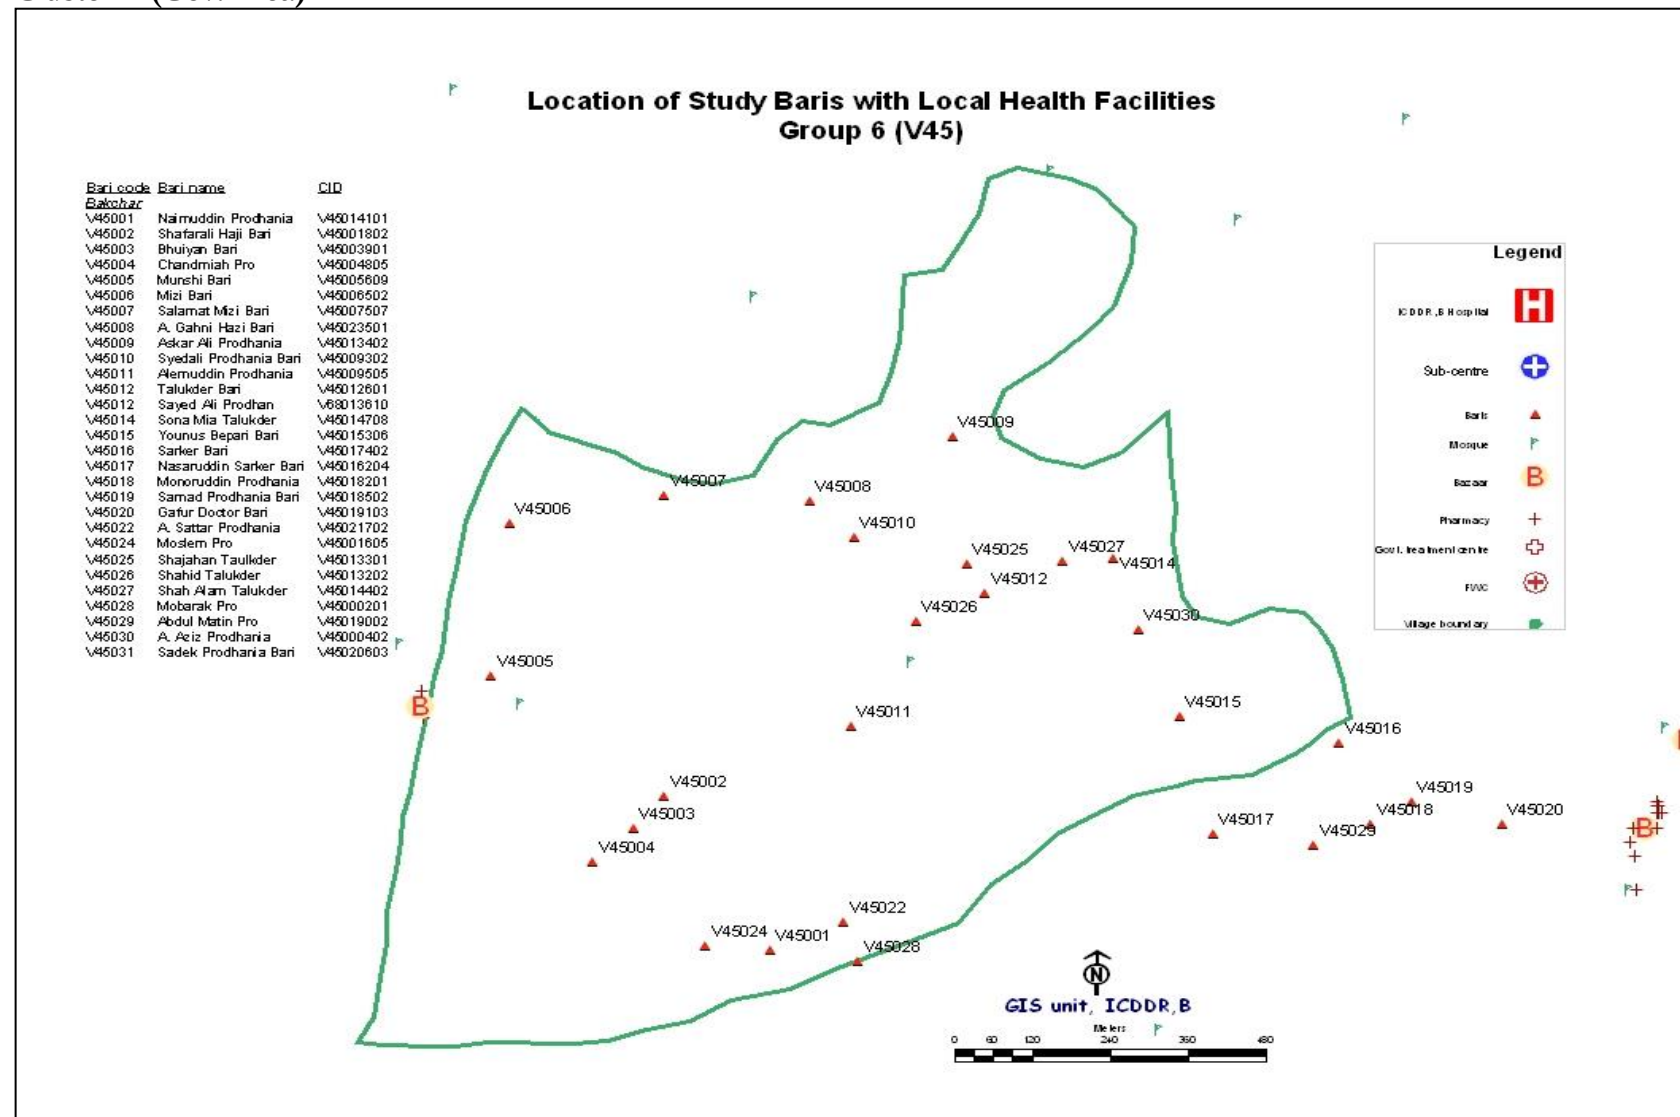 Location of Study Baris with Local Health Facilities
Group 6 (V45)
Bari code Bari name CID
Bakchar
V45001 Naimuddin Prodhania V45014101
V45002 Shafarali Haji Bari V45001802
V45003 Bhuiyan Bari V45003901
V45004 Chandmiah Pro V45004805
V45005 Munshi Bari V45005609
V45006 Mizi Bari V45006502
V45007 Salamat Mizi Bari V45007507
V45008 A. Gahni Hazi Bari V45023501
V45009 Askar Ali Prodhania V45013402
V45010 Syedali Prodhania Bari V45009302
V45011 Alemuddin Prodhania V45009505
V45012 Talukder Bari V45012601
V45012 Sayed Ali Prodhan V68013610
V45014 Sona Mia Talukder V45014708
V45015 Younus Bepari Bari V45015306
V45016 Sarker Bari V45017402
V45017 Nasaruddin Sarker Bari V45016204
V45018 Monoruddin Prodhania V45018201
V45019 Samad Prodhania Bari V45018502
V45020 Gafur Doctor Bari V45019103
V45022 A. Sattar Prodhania V45021702
V45024 Moslem Pro V45001605
V45025 Shajahan Taulkder V45013301
V45026 Shahid Talukder V45013202
V45027 Shah Alam Talukder V45014402
V45028 Mobarak Pro V45000201
V45029 Abdul Matin Pro V45019002
V45030 A. Aziz Prodhania V45000402
V45031 Sadek Prodhania Bari V45020603
Legend
ICDDR,B Hospital
H
Sub-centre
Baris
Mosque
Bazaar
B
Pharmacy
Govt. treatment centre
FWC
Village boundary
V45009
V45007
V45008
V45006
V45010
V45025
V45027
V45014
V45012
V45026
V45030
V45005
B
V45015
V45011
V45016
V45002
V45019
V45003
V45018
V45020
V45017
V45029
B
V45004
V45022
V45024
V45001
V45028
N
GIS unit, ICDDR,B
Meters
0 60 120 240 360 480